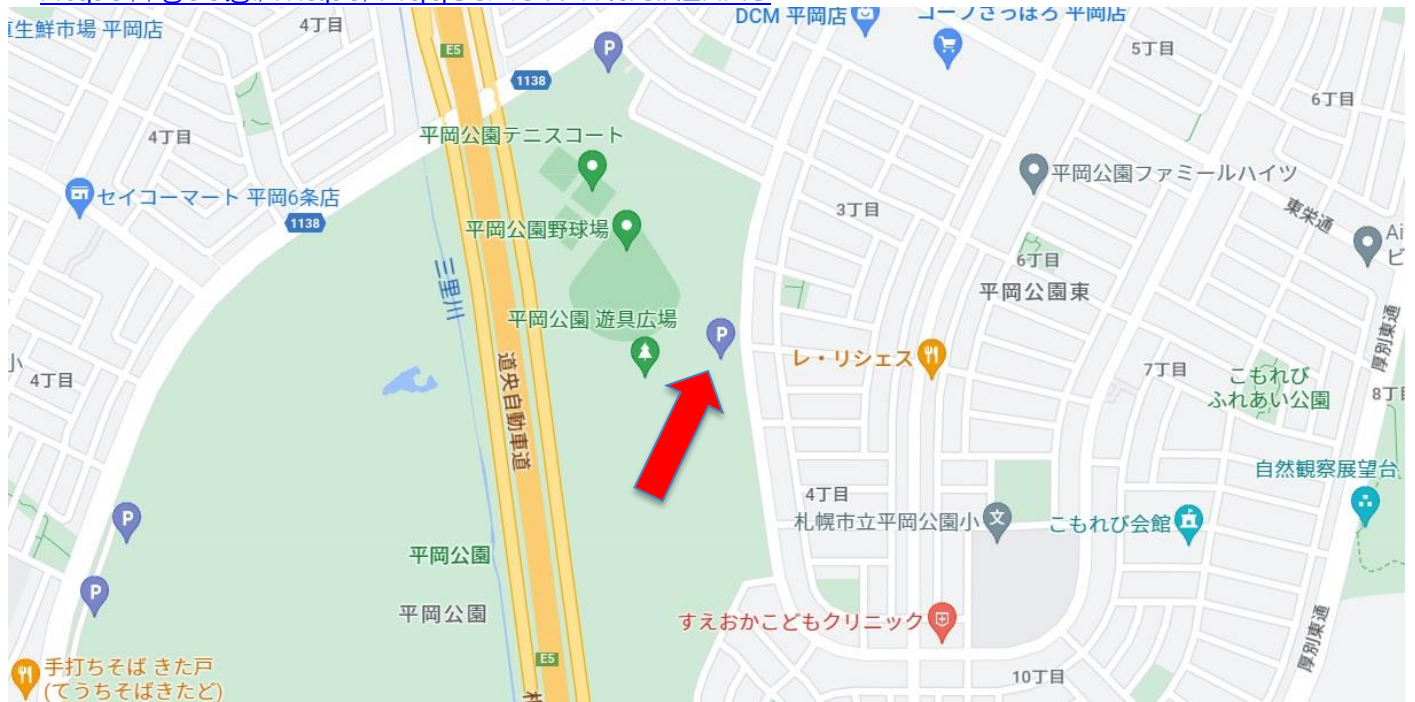 DCM 平岡店
コープさっぽろ 平岡店
生鮮市場 平岡店
4丁目
E5
P
5丁目
1138
6丁目
4丁目
平岡公園テニスコート
平岡公園ファミールハイツ
セイコーマート 平岡6条店
1138
3丁目
東栄通
平岡公園野球場
Ai
ビ
三里川
6丁目
平岡公園東
平岡公園 遊具広場
P
厚別東通
道央自動車道
レ・リシェス
小
4丁目
7丁目
こもれび
ふれあい公園
8丁目
自然観察展望台
4丁目
札幌市立平岡公園小
文
こもれび会館
P
平岡公園
P
平岡公園
すえおかこどもクリニック
厚別東通
E5
手打ちそば きた戸
(てうちそばきたど)
10丁目